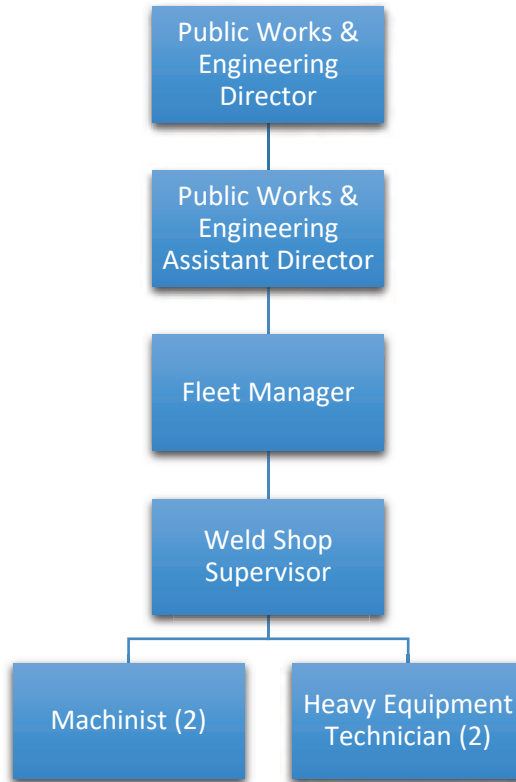 Public Works &
Engineering
Director
Public Works &
Engineering
Assistant Director
Fleet Manager
Weld Shop
Supervisor
Machinist (2)
Heavy Equipment
Technician (2)